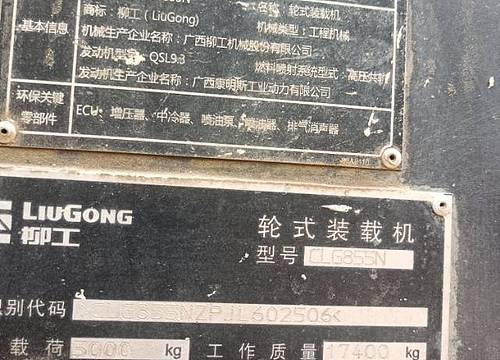 商标：柳工（LiuGong） 名称：轮式装载机
机械类型：工程机械
基本信息 机械生产企业名称：广西柳工机械股份有限公司
发动机型号：QSL9.3 燃料喷射系统型式：高压共轨
发动机生产企业名称：广西康明斯工业动力有限公司
环保关键零部件 ECU、增压器、中冷器、喷油泵、喷油器、排气消声器
LIUGONG
柳工
轮式装载机
型号 CLG855N
别代码 CLG855NZPJL602506<
载荷 5000 kg 工作质量 17400 kg